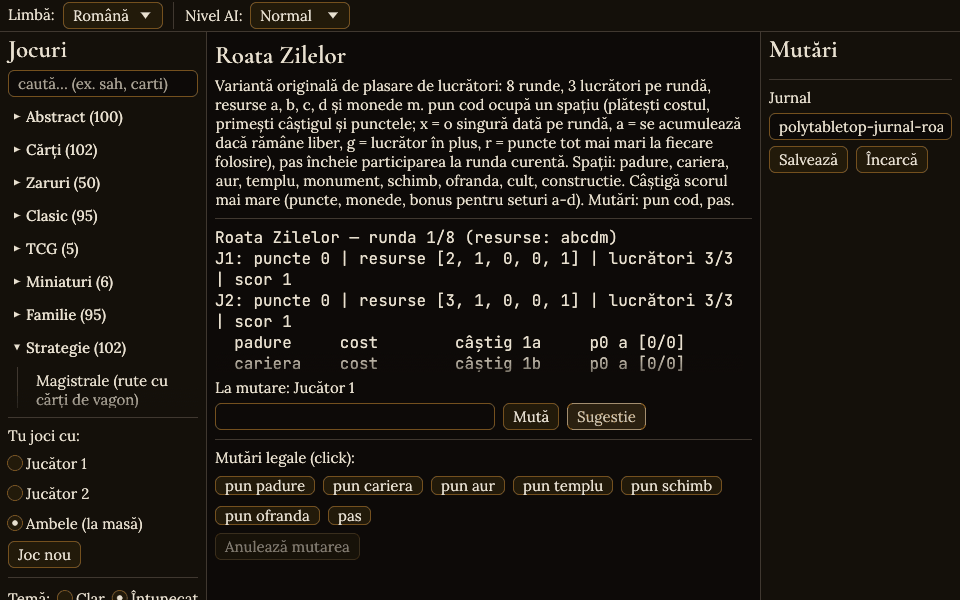 Limbă: Română ▼ Nivel AI: Normal ▼
Jocuri
caută... (ex. sah, carti)
▸ Abstract (100)
▸ Cărți (102)
▸ Zaruri (50)
▸ Clasic (95)
▸ TCG (5)
▸ Miniaturi (6)
▸ Familie (95)
▾ Strategie (102)
Magistrale (rute cu
cărți de vagon)
Tu joci cu:
Jucător 1
Jucător 2
Ambele (la masă)
Joc nou
Temă: Clar Întunecat
Roata Zilelor
Variantă originală de plasare de lucrători: 8 runde, 3 lucrători pe rundă,
resurse a, b, c, d și monede m. pun cod ocupă un spațiu (plătești costul,
primești câștigul și punctele; x = o singură dată pe rundă, a = se acumulează
dacă rămâne liber, g = lucrător în plus, r = puncte tot mai mari la fiecare
folosire), pas încheie participarea la runda curentă. Spații: padure, cariera,
aur, templu, monument, schimb, ofranda, cult, constructie. Câștigă scorul
mai mare (puncte, monede, bonus pentru seturi a-d). Mutări: pun cod, pas.
Roata Zilelor — runda 1/8 (resurse: abcdm)
J1: puncte 0 | resurse [2, 1, 0, 0, 1] | lucrători 3/3
| scor 1
J2: puncte 0 | resurse [3, 1, 0, 0, 1] | lucrători 3/3
| scor 1
padure cost câștig 1a p0 a [0/0]
cariera cost câștig 1b p0 a [0/0]
La mutare: Jucător 1
Mută Sugestie
Mutări legale (click):
pun padure pun cariera pun aur pun templu pun schimb
pun ofranda pas
Anulează mutarea
Mutări
Jurnal
polytabletop-jurnal-roa
Salvează Încarcă